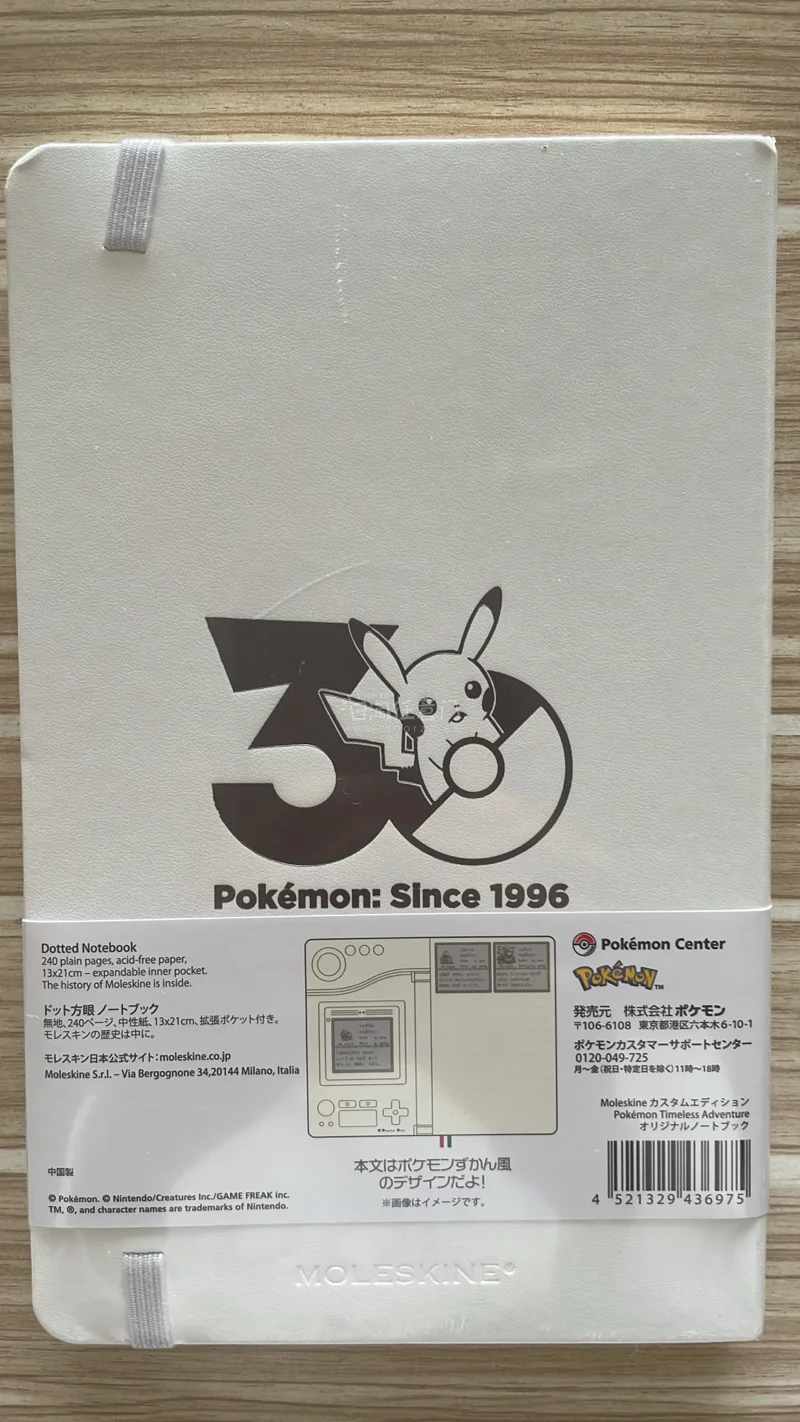 30
Pokémon: Since 1996
Dotted Notebook
240 plain pages, acid-free paper,
13x21cm – expandable inner pocket.
The history of Moleskine is inside.
ドット方眼 ノートブック
無地、240ページ、中性紙、13x21cm、拡張ポケット付き。
モレスキンの歴史は中に。
モレスキン日本公式サイト:moleskine.co.jp
Moleskine S.r.l. – Via Bergognone 34,20144 Milano, Italia
中国製
© Pokémon. © Nintendo/Creatures Inc./GAME FREAK inc.
TM, ®, and character names are trademarks of Nintendo.
本文はポケモンずかん風
のデザインだよ!
※画像はイメージです。
Pokémon Center
POKéMON™
発売元 株式会社ポケモン
〒106-6108 東京都港区六本木6-10-1
ポケモンカスタマーサポートセンター
0120-049-725
月~金(祝日・特定日を除く)11時~18時
Moleskine カスタムエディション
Pokémon Timeless Adventure
オリジナルノートブック
4 521329 436975
MOLESKINE®